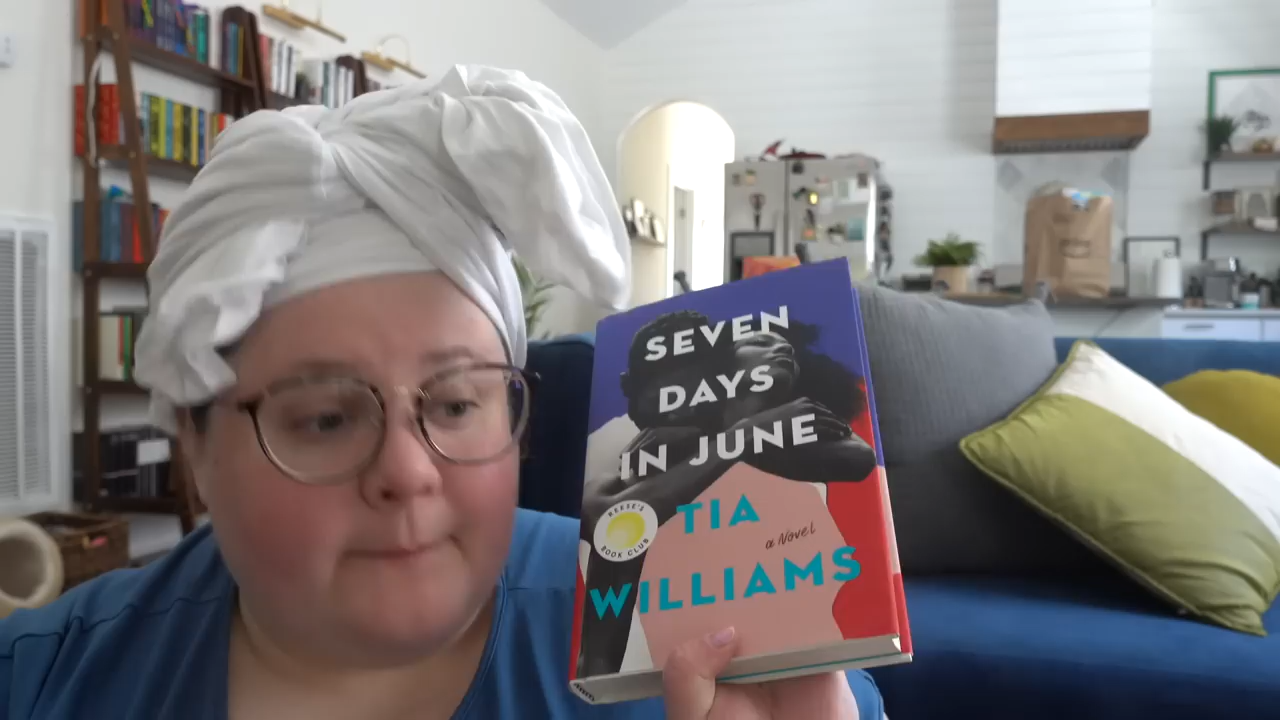 SEVEN
DAYS
IN JUNE
REESE'S
BOOK CLUB
TIA
a Novel
WILLIAMS